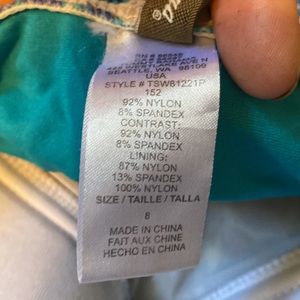 SEATTLE, WA 98109
USA
STYLE # TSW61221P
152
92% NYLON
8% SPANDEX
CONTRAST:
92% NYLON
8% SPANDEX
LINING:
87% NYLON
13% SPANDEX
100% NYLON
SIZE / TAILLE / TALLA
8
MADE IN CHINA
FAIT AUX CHINE
HECHO EN CHINA